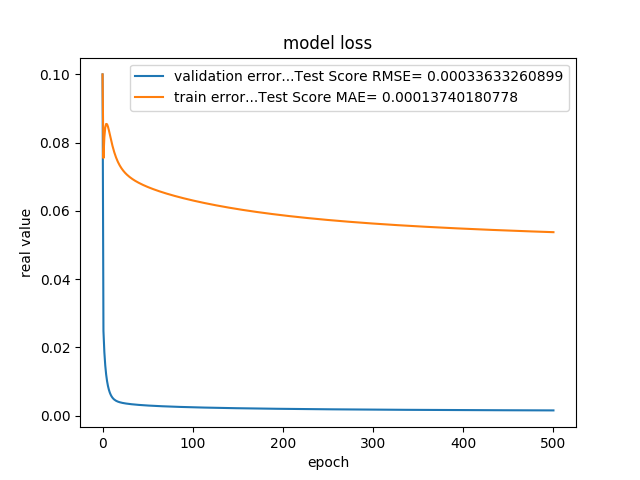 model loss
validation error...Test Score RMSE= 0.00033633260899
train error...Test Score MAE= 0.00013740180778
0.10
0.08
0.06
0.04
0.02
0.00
real value
0 100 200 300 400 500
epoch